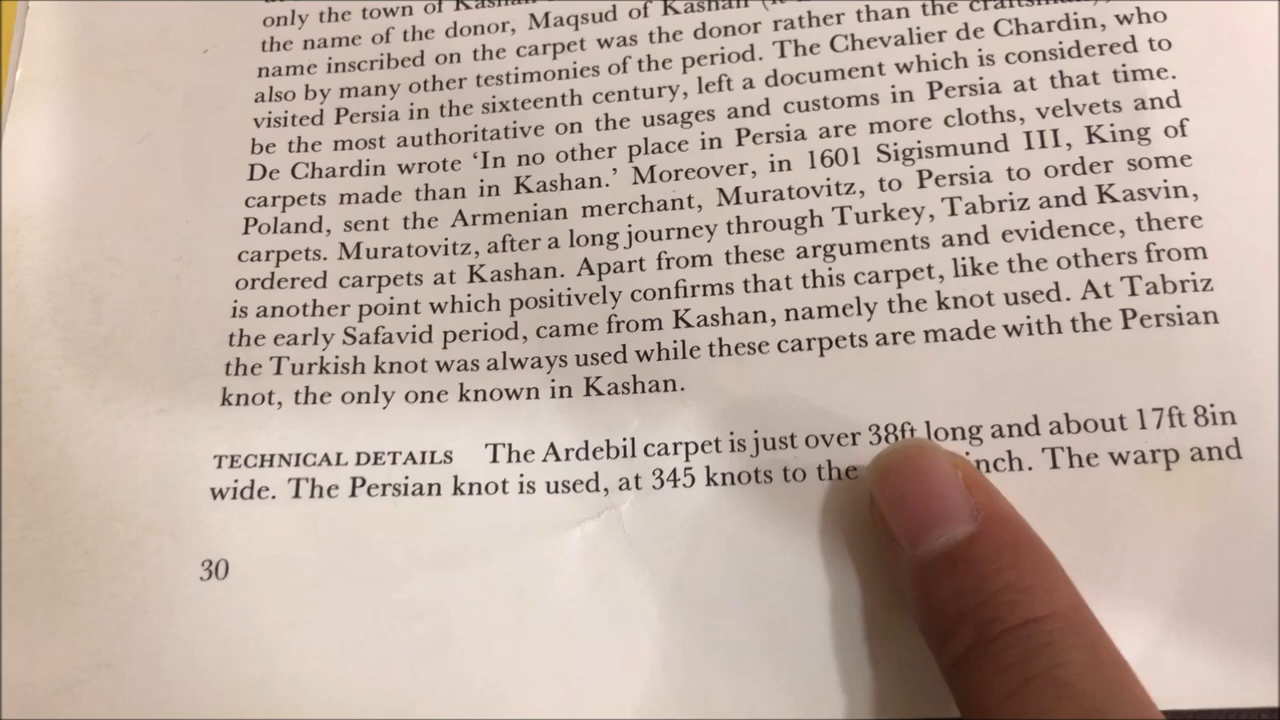 only the town of Kashan
the name of the donor, Maqsud of Kashan
name inscribed on the carpet was the donor rather than the
also by many other testimonies of the period. The Chevalier de Chardin, who
visited Persia in the sixteenth century, left a document which is considered to
be the most authoritative on the usages and customs in Persia at that time.
De Chardin wrote ‘In no other place in Persia are more cloths, velvets and
carpets made than in Kashan.’ Moreover, in 1601 Sigismund III, King of
Poland, sent the Armenian merchant, Muratovitz, to Persia to order some
carpets. Muratovitz, after a long journey through Turkey, Tabriz and Kasvin,
ordered carpets at Kashan. Apart from these arguments and evidence, there
is another point which positively confirms that this carpet, like the others from
the early Safavid period, came from Kashan, namely the knot used. At Tabriz
the Turkish knot was always used while these carpets are made with the Persian
knot, the only one known in Kashan.
TECHNICAL DETAILS The Ardebil carpet is just over 38ft long and about 17ft 8in
wide. The Persian knot is used, at 345 knots to the inch. The warp and
30